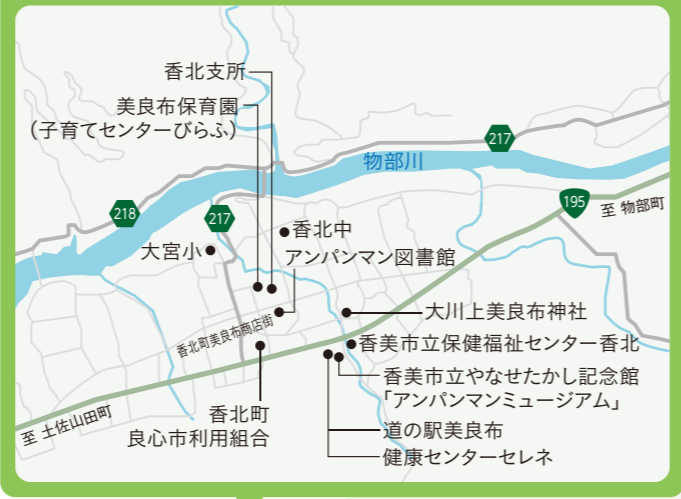 香北支所
美良布保育園
（子育てセンターびらふ）
物部川
217
218
217
195
至 物部町
香北中
大宮小
アンパンマン図書館
大川上美良布神社
香北町美良布商店街
香美市立保健福祉センター香北
香美市立やなせたかし記念館
「アンパンマンミュージアム」
香北町
良心市利用組合
至 土佐山田町
道の駅美良布
健康センターセレネ